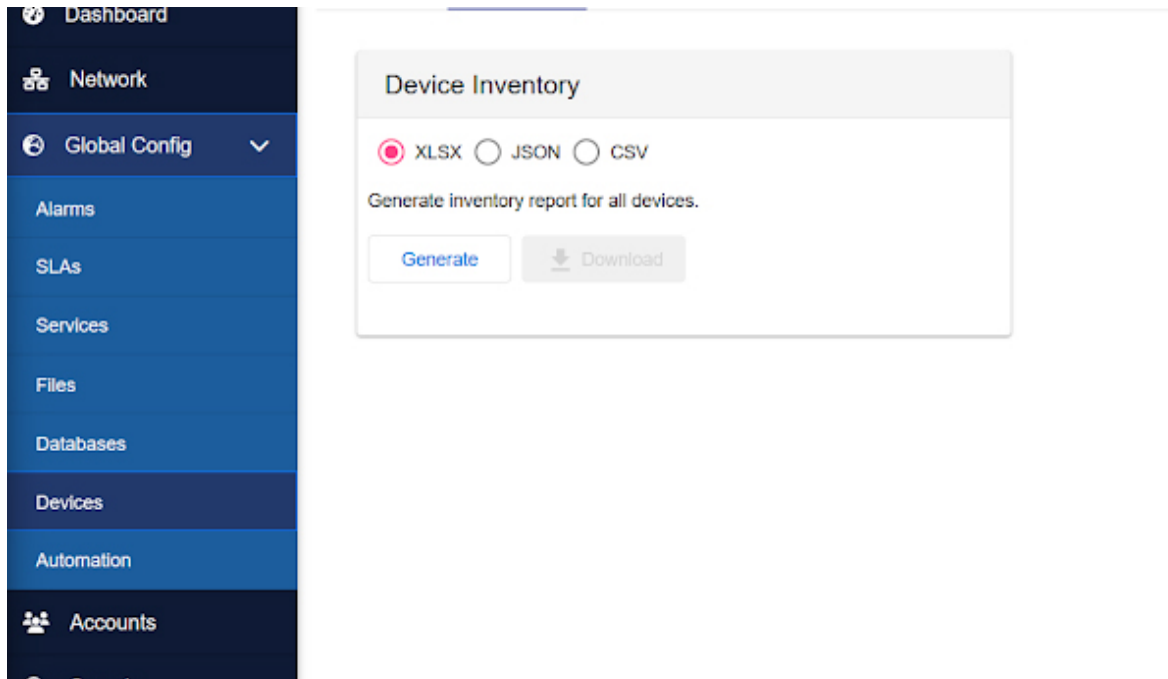 Dashboard
Network
Global Config
Alarms
SLAs
Services
Files
Databases
Devices
Automation
Accounts
Device Inventory
XLSX JSON CSV
Generate inventory report for all devices.
Generate Download